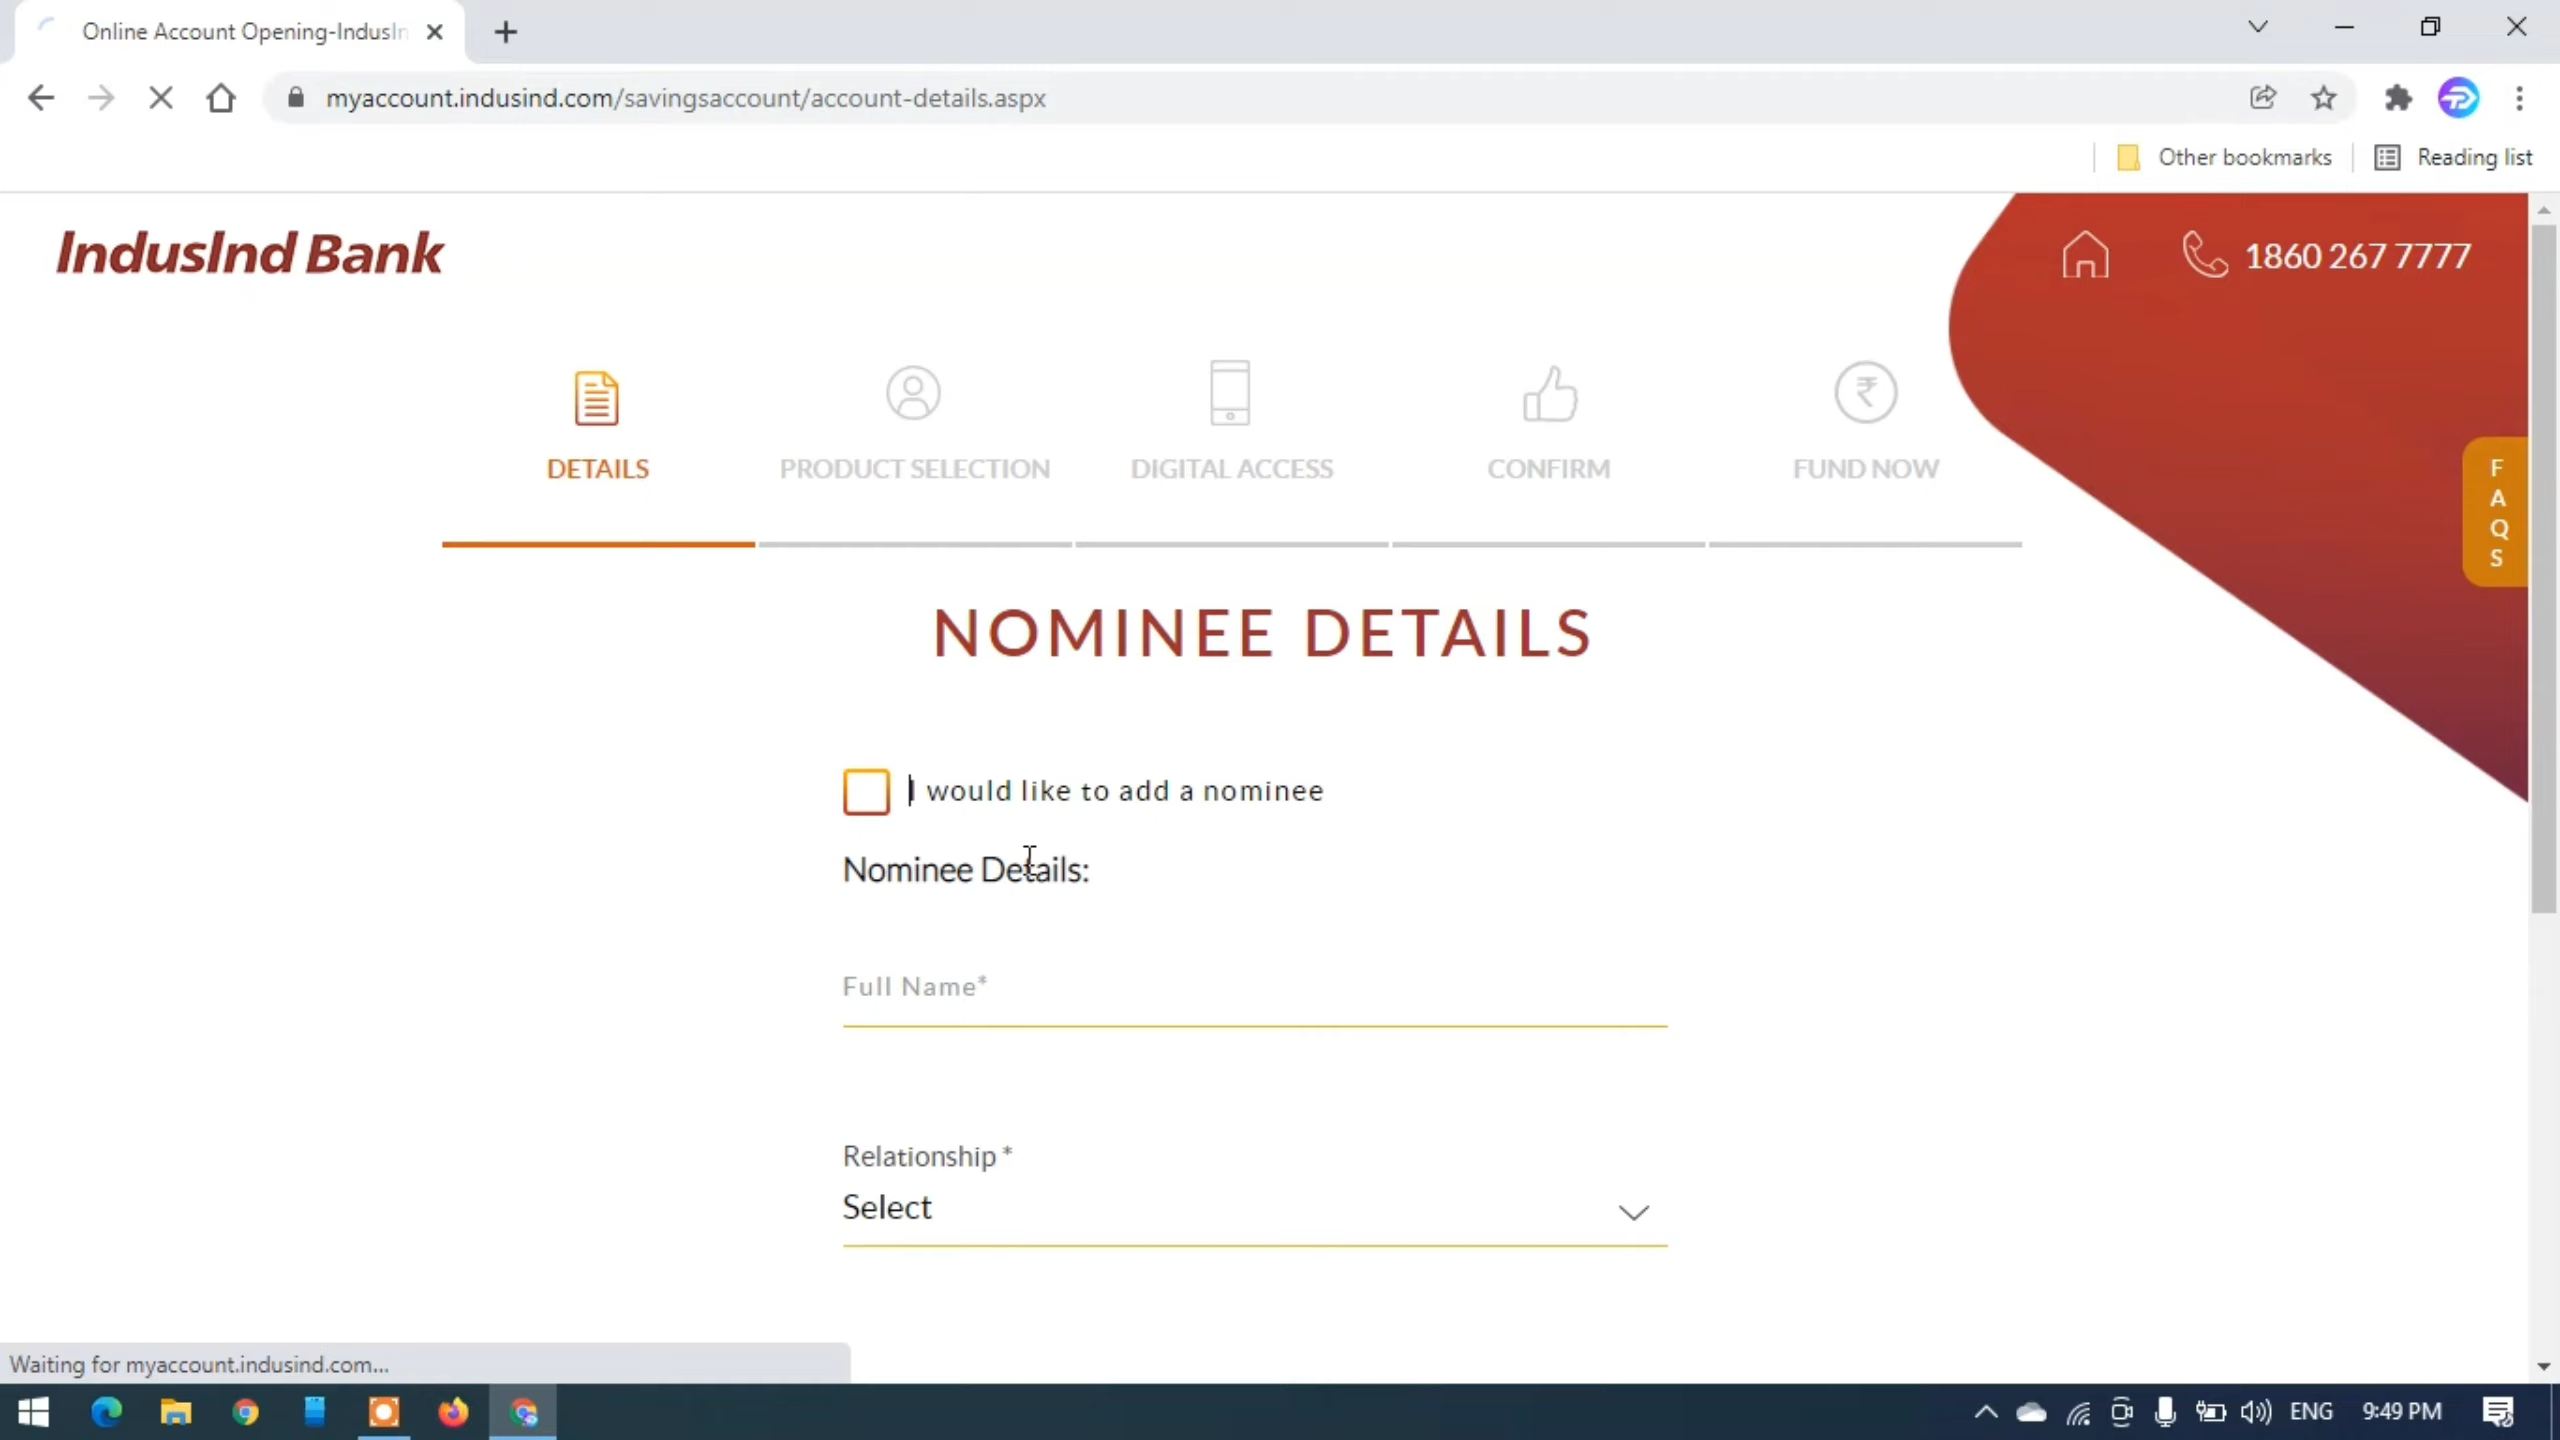 Online Account Opening-IndusIn
myaccount.indusind.com/savingsaccount/account-details.aspx
Other bookmarks
Reading list
IndusInd Bank
1860 267 7777
DETAILS
PRODUCT SELECTION
DIGITAL ACCESS
CONFIRM
FUND NOW
FAQS
NOMINEE DETAILS
I would like to add a nominee
Nominee Details:
Full Name*
Relationship *
Select
Waiting for myaccount.indusind.com...
ENG
9:49 PM